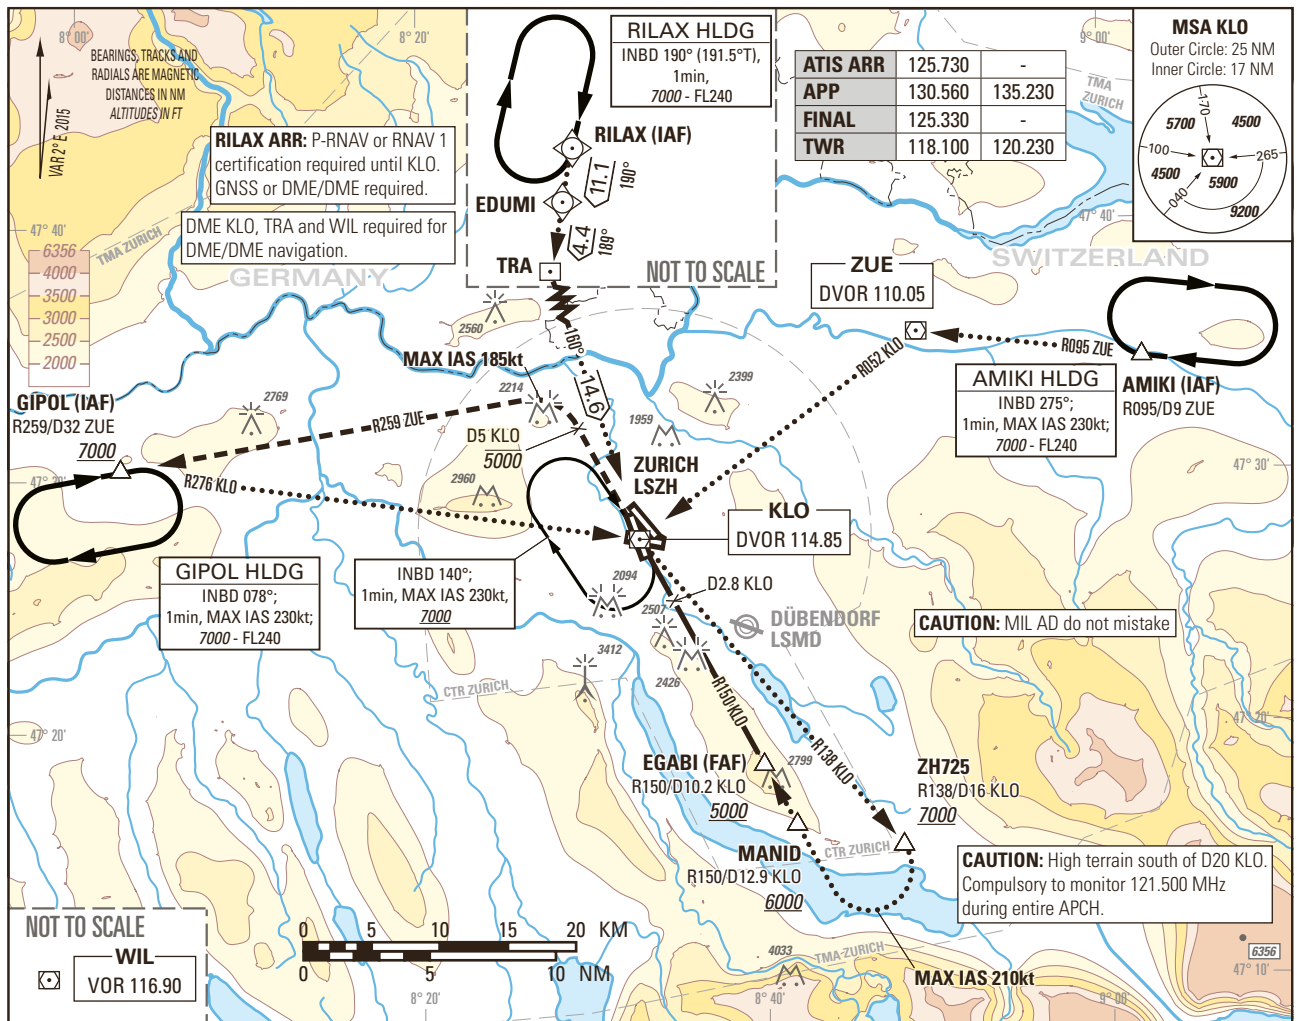 8° 00'
8° 20'
9° 00'
BEARINGS, TRACKS AND
RADIALS ARE MAGNETIC
DISTANCES IN NM
ALTITUDES IN FT
VAR 2° E 2015
RILAX HLDG
INBD 190° (191.5°T),
1min,
7000 - FL240
ATIS ARR 125.730 -
APP 130.560 135.230
FINAL 125.330 -
TWR 118.100 120.230
TMA
ZURICH
MSA KLO
Outer Circle: 25 NM
Inner Circle: 17 NM
170
5700
4500
100
265
4500
5900
040
9200
RILAX ARR: P-RNAV or RNAV 1
certification required until KLO.
GNSS or DME/DME required.
DME KLO, TRA and WIL required for
DME/DME navigation.
RILAX (IAF)
11.1
190°
EDUMI
4.4
189°
TRA
NOT TO SCALE
47° 40'
47° 40'
TMA ZURICH
GERMANY
SWITZERLAND
6356
4000
3500
3000
2500
2000
ZUE
DVOR 110.05
2560
160°
14.6
MAX IAS 185kt
2214
R052 KLO
R095 ZUE
AMIKI HLDG
INBD 275°;
1min, MAX IAS 230kt;
7000 - FL240
AMIKI (IAF)
R095/D9 ZUE
GIPOL (IAF)
R259/D32 ZUE
7000
2769
R259 ZUE
2399
1959
D5 KLO
5000
ZURICH
LSZH
47° 30'
47° 30'
R276 KLO
2960
KLO
DVOR 114.85
GIPOL HLDG
INBD 078°;
1min, MAX IAS 230kt;
7000 - FL240
INBD 140°;
1min, MAX IAS 230kt,
7000
2094
D2.8 KLO
2507
DÜBENDORF
LSMD
CAUTION: MIL AD do not mistake
3412
2426
CTR ZURICH
R150 KLO
47° 20'
47° 20'
R138 KLO
EGABI (FAF)
R150/D10.2 KLO
5000
2799
ZH725
R138/D16 KLO
7000
MANID
R150/D12.9 KLO
6000
CTR ZURICH
CAUTION: High terrain south of D20 KLO.
Compulsory to monitor 121.500 MHz
during entire APCH.
NOT TO SCALE
WIL
VOR 116.90
0 5 10 15 20 KM
0 5 10 NM
4033
TMA ZURICH
MAX IAS 210kt
6356
47° 10'
8° 20'
8° 40'
9° 00'